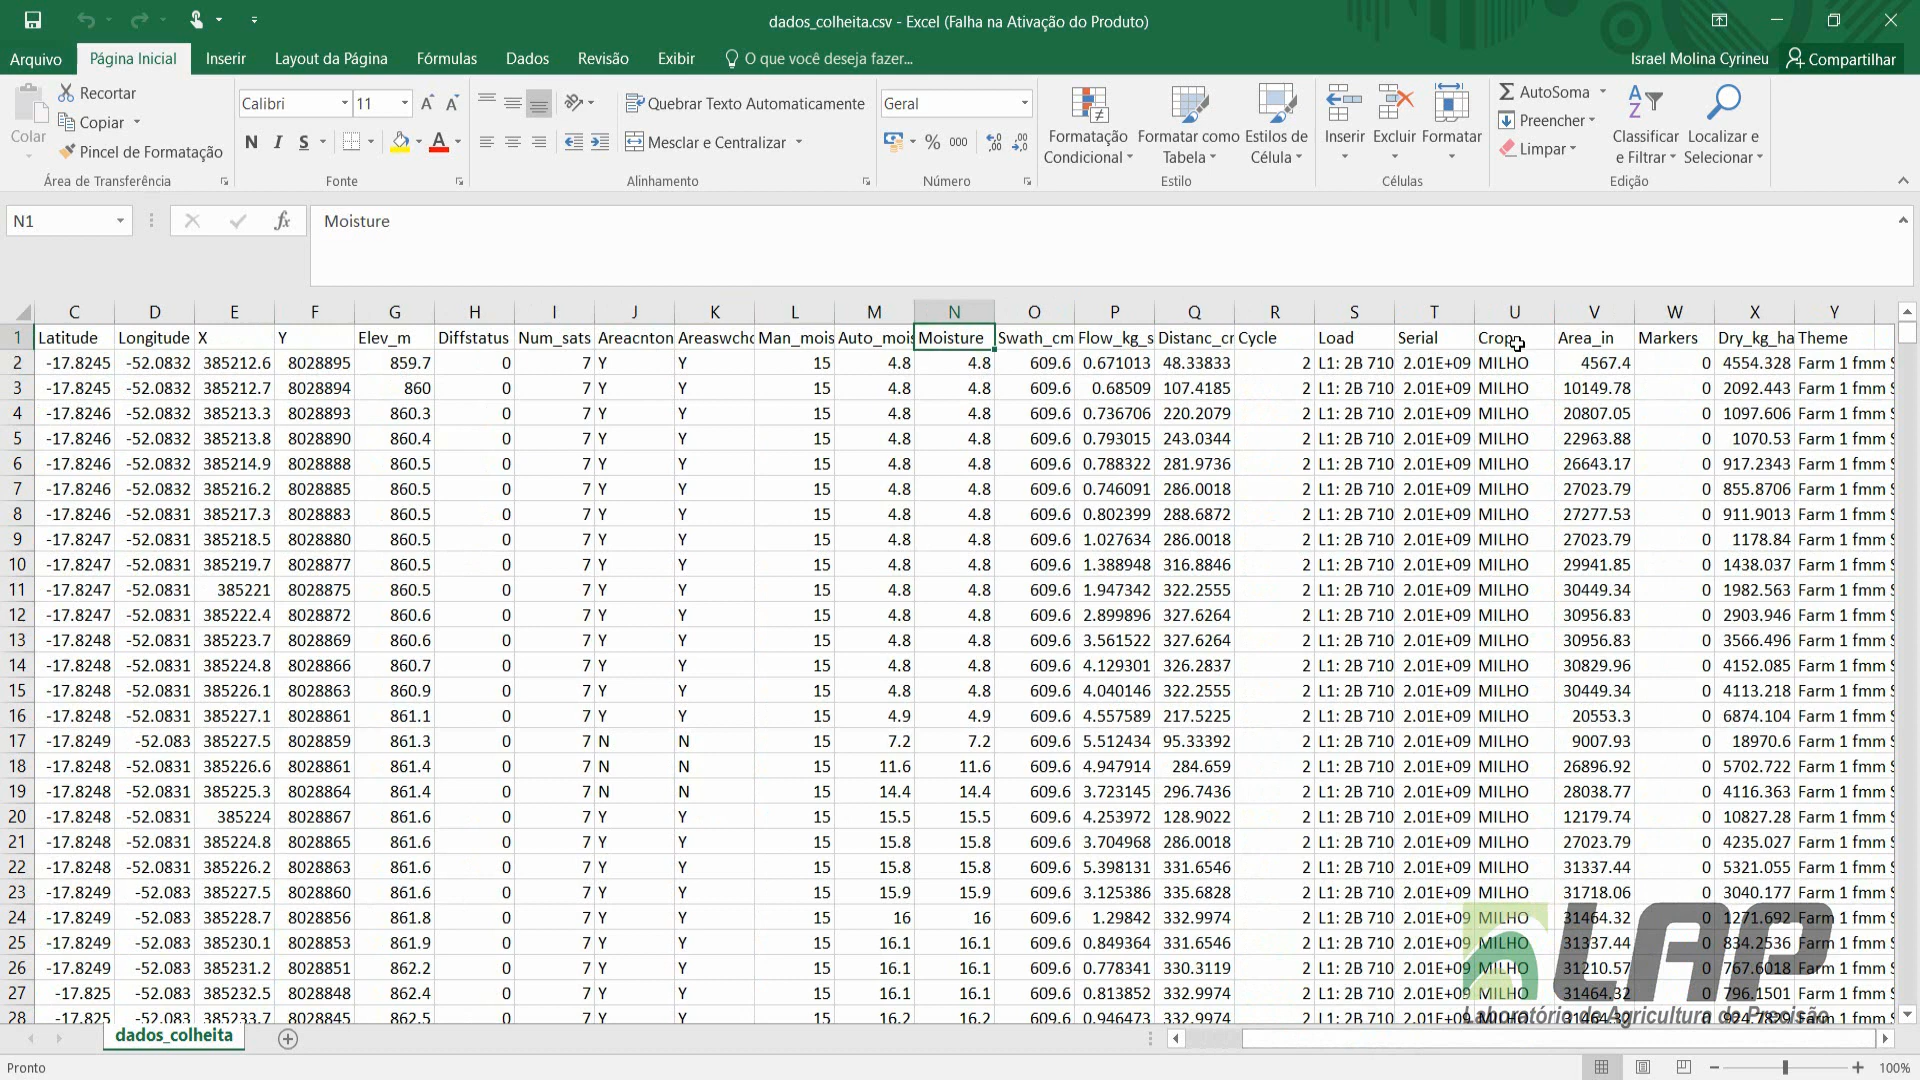 dados_colheita.csv - Excel (Falha na Ativação do Produto)
Arquivo Página Inicial Inserir Layout da Página Fórmulas Dados Revisão Exibir O que você deseja fazer... Israel Molina Cyrineu Compartilhar
Colar Recortar Copiar Pincel de Formatação
Calibri 11 N I S
Quebrar Texto Automaticamente Mesclar e Centralizar
Geral % 000
Formatação Condicional Formatar como Tabela Estilos de Célula
Inserir Excluir Formatar
AutoSoma Preencher Limpar Classificar e Filtrar Localizar e Selecionar
Área de Transferência Fonte Alinhamento Número Estilo Células Edição
N1 fx Moisture
C D E F G H I J K L M N O P Q R S T U V W X Y
1 Latitude Longitude X Y Elev_m Diffstatus Num_sats Areacnton Areaswchc Man_mois Auto_mois Moisture Swath_cm Flow_kg_s Distanc_cr Cycle Load Serial Crop Area_in Markers Dry_kg_ha Theme
2 -17.8245 -52.0832 385212.6 8028895 859.7 0 7 Y Y 15 4.8 4.8 609.6 0.671013 48.33833 2 L1: 2B 710 2.01E+09 MILHO 4567.4 0 4554.328 Farm 1 fmm S
3 -17.8245 -52.0832 385212.7 8028894 860 0 7 Y Y 15 4.8 4.8 609.6 0.68509 107.4185 2 L1: 2B 710 2.01E+09 MILHO 10149.78 0 2092.443 Farm 1 fmm S
4 -17.8246 -52.0832 385213.3 8028893 860.3 0 7 Y Y 15 4.8 4.8 609.6 0.736706 220.2079 2 L1: 2B 710 2.01E+09 MILHO 20807.05 0 1097.606 Farm 1 fmm S
5 -17.8246 -52.0832 385213.8 8028890 860.4 0 7 Y Y 15 4.8 4.8 609.6 0.793015 243.0344 2 L1: 2B 710 2.01E+09 MILHO 22963.88 0 1070.53 Farm 1 fmm S
6 -17.8246 -52.0832 385214.9 8028888 860.5 0 7 Y Y 15 4.8 4.8 609.6 0.788322 281.9736 2 L1: 2B 710 2.01E+09 MILHO 26643.17 0 917.2343 Farm 1 fmm S
7 -17.8246 -52.0832 385216.2 8028885 860.5 0 7 Y Y 15 4.8 4.8 609.6 0.746091 286.0018 2 L1: 2B 710 2.01E+09 MILHO 27023.79 0 855.8706 Farm 1 fmm S
8 -17.8246 -52.0831 385217.3 8028883 860.5 0 7 Y Y 15 4.8 4.8 609.6 0.802399 288.6872 2 L1: 2B 710 2.01E+09 MILHO 27277.53 0 911.9013 Farm 1 fmm S
9 -17.8247 -52.0831 385218.5 8028880 860.5 0 7 Y Y 15 4.8 4.8 609.6 1.027634 286.0018 2 L1: 2B 710 2.01E+09 MILHO 27023.79 0 1178.84 Farm 1 fmm S
10 -17.8247 -52.0831 385219.7 8028877 860.5 0 7 Y Y 15 4.8 4.8 609.6 1.388948 316.8846 2 L1: 2B 710 2.01E+09 MILHO 29941.85 0 1438.037 Farm 1 fmm S
11 -17.8247 -52.0831 385221 8028875 860.5 0 7 Y Y 15 4.8 4.8 609.6 1.947342 322.2555 2 L1: 2B 710 2.01E+09 MILHO 30449.34 0 1982.563 Farm 1 fmm S
12 -17.8247 -52.0831 385222.4 8028872 860.6 0 7 Y Y 15 4.8 4.8 609.6 2.899896 327.6264 2 L1: 2B 710 2.01E+09 MILHO 30956.83 0 2903.946 Farm 1 fmm S
13 -17.8248 -52.0831 385223.7 8028869 860.6 0 7 Y Y 15 4.8 4.8 609.6 3.561522 327.6264 2 L1: 2B 710 2.01E+09 MILHO 30956.83 0 3566.496 Farm 1 fmm S
14 -17.8248 -52.0831 385224.8 8028866 860.7 0 7 Y Y 15 4.8 4.8 609.6 4.129301 326.2837 2 L1: 2B 710 2.01E+09 MILHO 30829.96 0 4152.085 Farm 1 fmm S
15 -17.8248 -52.0831 385226.1 8028863 860.9 0 7 Y Y 15 4.8 4.8 609.6 4.040146 322.2555 2 L1: 2B 710 2.01E+09 MILHO 30449.34 0 4113.218 Farm 1 fmm S
16 -17.8248 -52.0831 385227.1 8028861 861.1 0 7 Y Y 15 4.9 4.9 609.6 4.557589 217.5225 2 L1: 2B 710 2.01E+09 MILHO 20553.3 0 6874.104 Farm 1 fmm S
17 -17.8249 -52.083 385227.5 8028859 861.3 0 7 N N 15 7.2 7.2 609.6 5.512434 95.33392 2 L1: 2B 710 2.01E+09 MILHO 9007.93 0 18970.6 Farm 1 fmm S
18 -17.8249 -52.0831 385226.6 8028861 861.4 0 7 N N 15 11.6 11.6 609.6 4.947914 284.659 2 L1: 2B 710 2.01E+09 MILHO 26896.92 0 5702.722 Farm 1 fmm S
19 -17.8248 -52.0831 385225.3 8028864 861.4 0 7 N N 15 14.4 14.4 609.6 3.723145 296.7436 2 L1: 2B 710 2.01E+09 MILHO 28038.77 0 4116.363 Farm 1 fmm S
20 -17.8248 -52.0831 385224 8028867 861.6 0 7 Y Y 15 15.5 15.5 609.6 4.253972 128.9022 2 L1: 2B 710 2.01E+09 MILHO 12179.74 0 10827.28 Farm 1 fmm S
21 -17.8248 -52.0831 385224.8 8028865 861.6 0 7 Y Y 15 15.8 15.8 609.6 3.704968 286.0018 2 L1: 2B 710 2.01E+09 MILHO 27023.79 0 4235.027 Farm 1 fmm S
22 -17.8248 -52.0831 385226.2 8028863 861.6 0 7 Y Y 15 15.8 15.8 609.6 5.398131 331.6546 2 L1: 2B 710 2.01E+09 MILHO 31337.44 0 5321.055 Farm 1 fmm S
23 -17.8249 -52.083 385227.5 8028860 861.6 0 7 Y Y 15 15.9 15.9 609.6 3.125386 335.6828 2 L1: 2B 710 2.01E+09 MILHO 31718.06 0 3040.177 Farm 1 fmm S
24 -17.8249 -52.083 385228.7 8028856 861.8 0 7 Y Y 15 16 16 609.6 1.29842 332.9974 2 L1: 2B 710 2.01E+09 MILHO 31464.32 0 1271.692 Farm 1 fmm S
25 -17.8249 -52.083 385230.1 8028853 861.9 0 7 Y Y 15 16.1 16.1 609.6 0.849364 331.6546 2 L1: 2B 710 2.01E+09 MILHO 31337.44 0 834.2536 Farm 1 fmm S
26 -17.8249 -52.083 385231.2 8028851 862.2 0 7 Y Y 15 16.1 16.1 609.6 0.778341 330.3119 2 L1: 2B 710 2.01E+09 MILHO 31210.57 0 767.6018 Farm 1 fmm S
27 -17.825 -52.083 385232.5 8028848 862.4 0 7 Y Y 15 16.1 16.1 609.6 0.813852 332.9974 2 L1: 2B 710 2.01E+09 MILHO 31464.32 0 796.1501 Farm 1 fmm S
28 -17.825 -52.083 385233.7 8028845 862.5 0 7 Y Y 15 16.2 16.2 609.6 0.946473 332.9974 2 L1: 2B 710 2.01E+09 MILHO 31464.32 0 924.7829 Farm
LAP
Laboratório de Agricultura de Precisão
dados_colheita
Pronto 100%